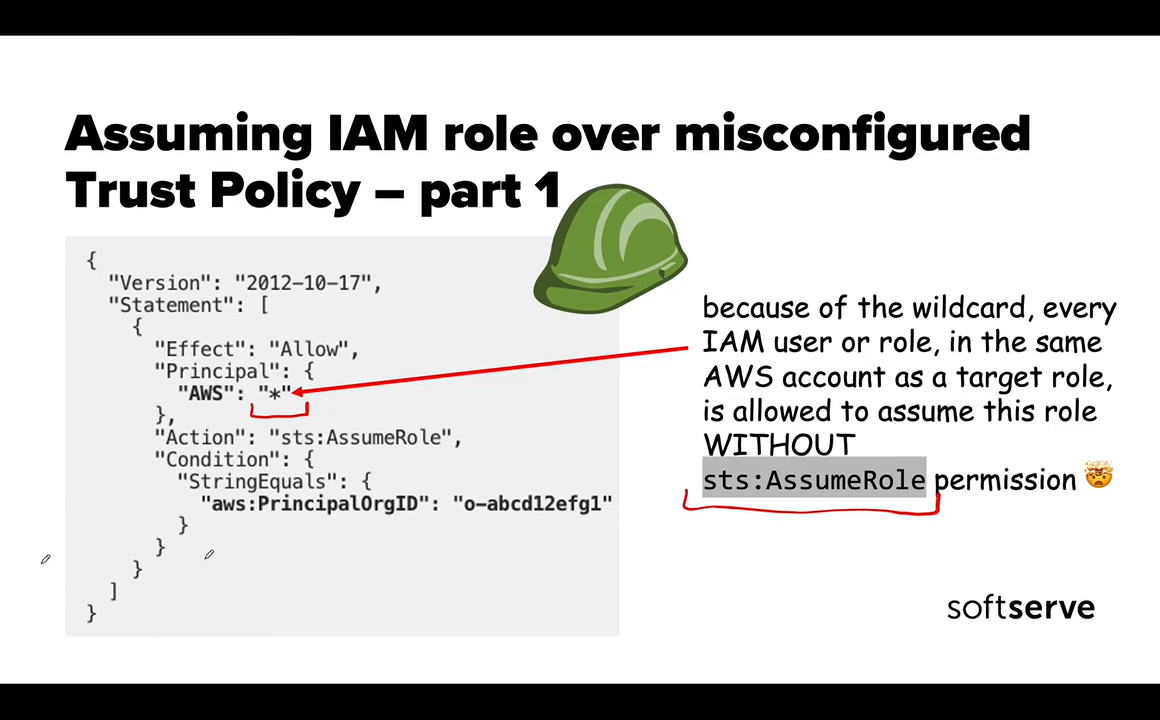 Assuming IAM role over misconfigured
Trust Policy – part 1
{
"Version": "2012-10-17",
"Statement": [
{
"Effect": "Allow",
"Principal": {
"AWS": "*"
},
"Action": "sts:AssumeRole",
"Condition": {
"StringEquals": {
"aws:PrincipalOrgID": "o-abcd12efg1"
}
}
}
]
}
because of the wildcard, every
IAM user or role, in the same
AWS account as a target role,
is allowed to assume this role
WITHOUT
sts:AssumeRole permission 🤯
softserve